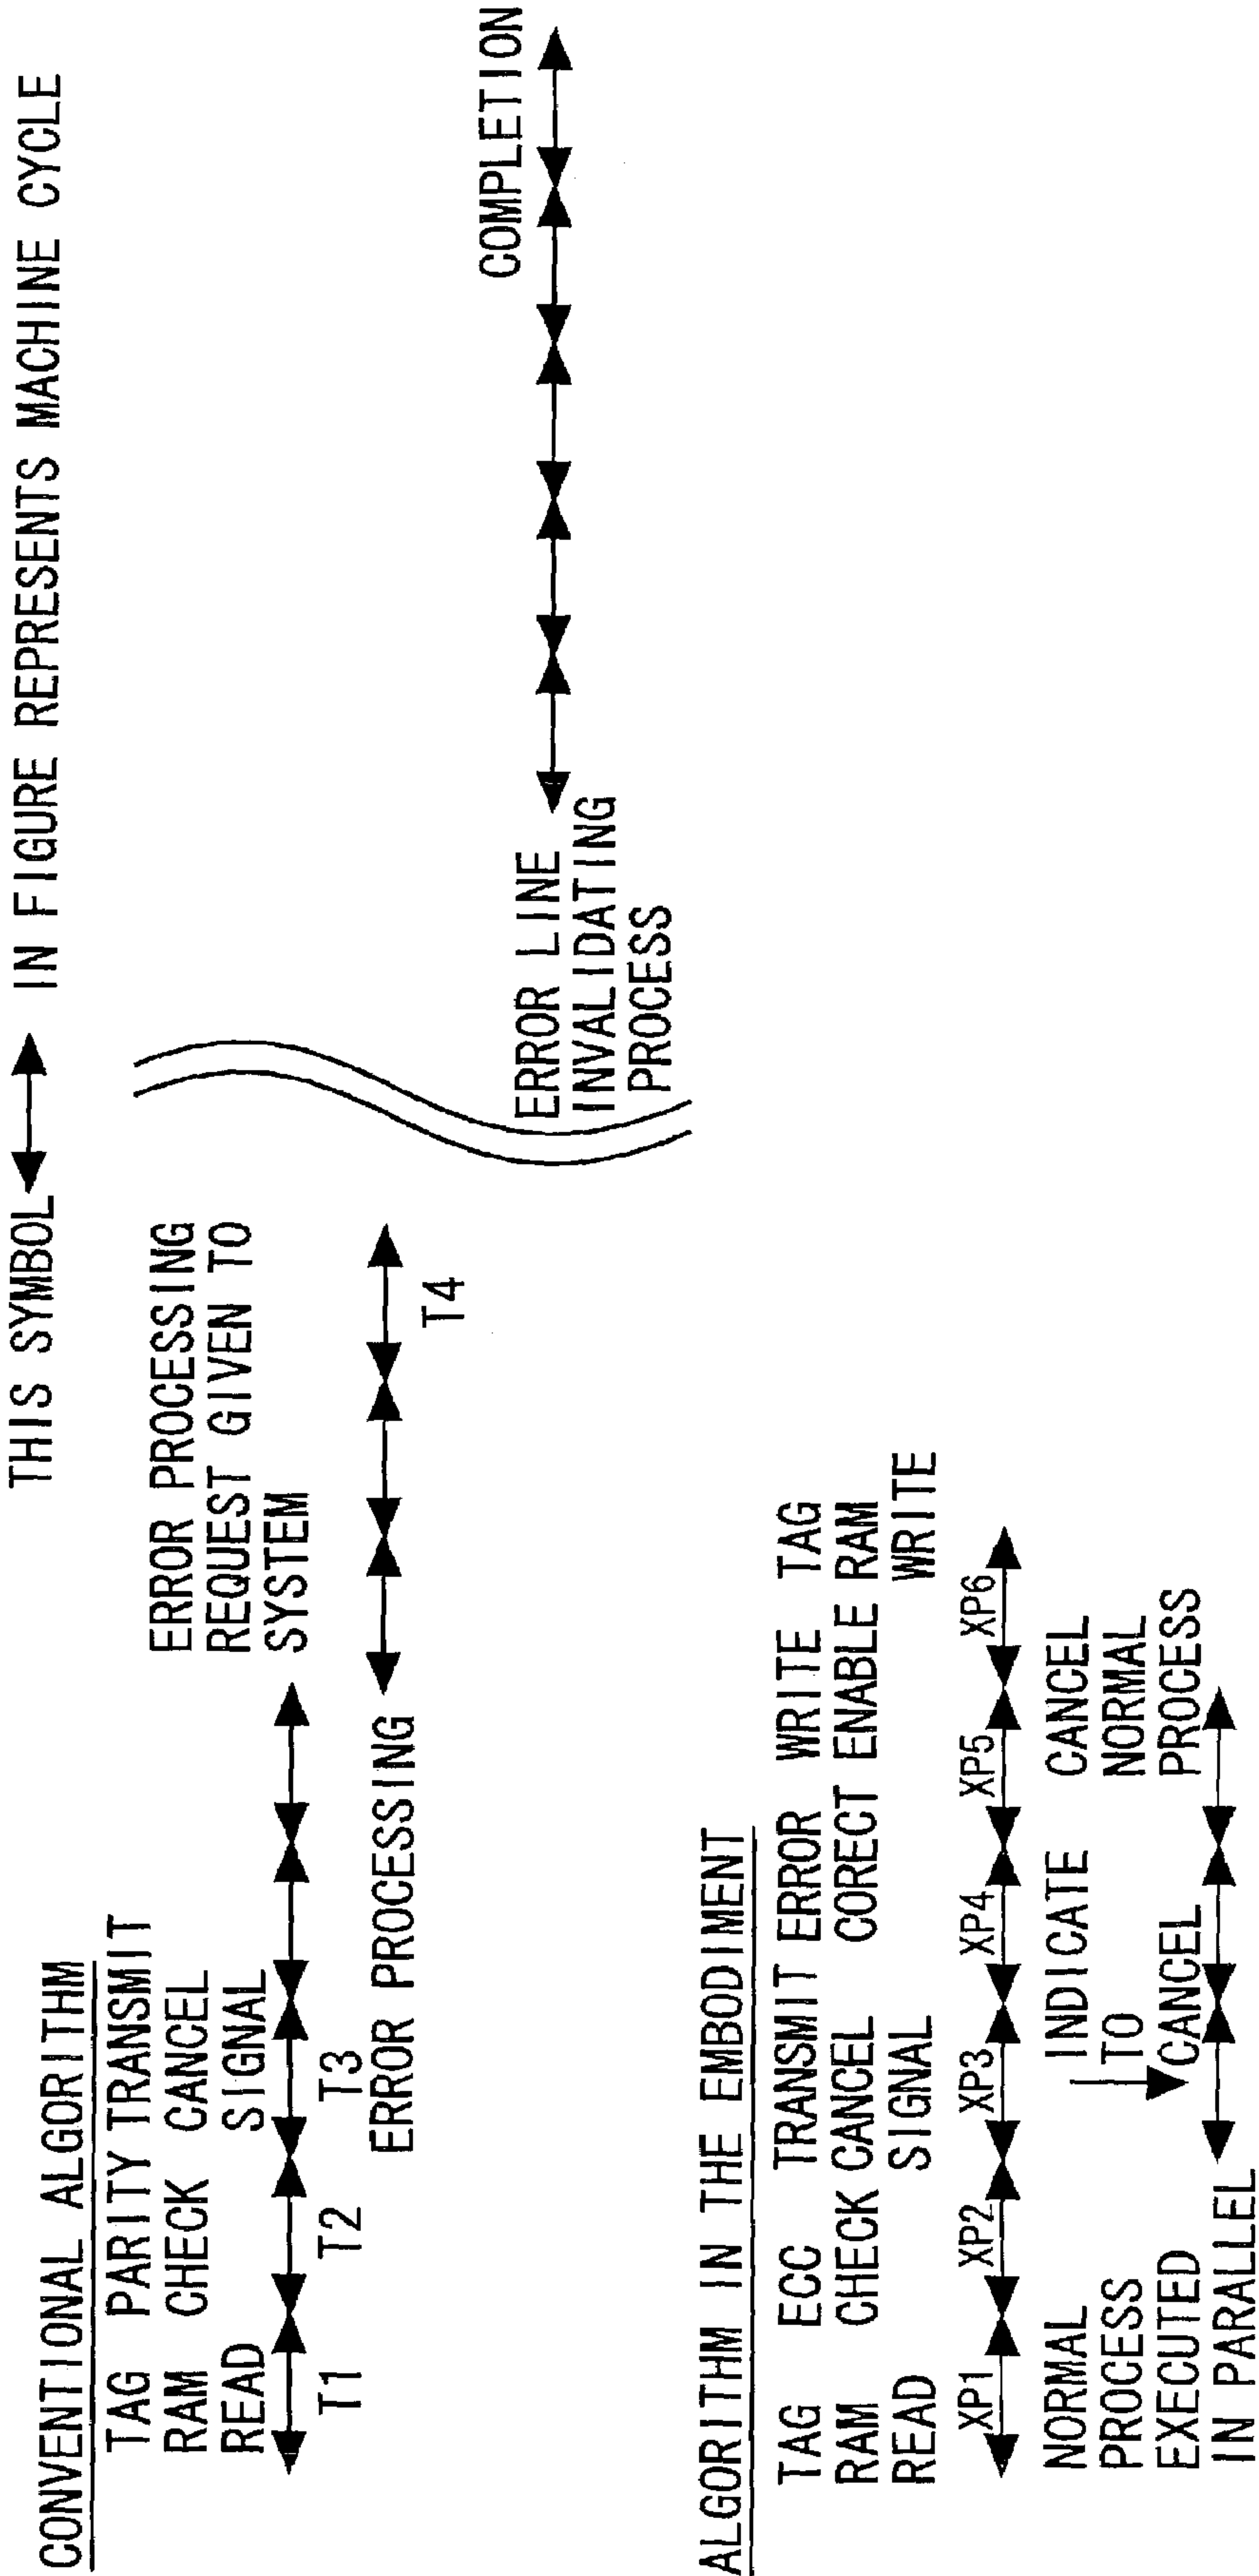 THIS SYMBOL IN FIGURE REPRESENTS MACHINE CYCLE
CONVENTIONAL ALGORITHM
TAG PARITY TRANSMIT
RAM CHECK CANCEL
READ SIGNAL
T1 T2 T3
ERROR PROCESSING
REQUEST GIVEN TO
SYSTEM
ERROR PROCESSING
T4
COMPLETION
ERROR LINE
INVALIDATING
PROCESS
ALGORITHM IN THE EMBODIMENT
TAG ECC TRANSMIT ERROR WRITE TAG
RAM CHECK CANCEL CORECT ENABLE RAM
READ SIGNAL WRITE
XP1 XP2 XP3 XP4 XP5 XP6
NORMAL
PROCESS
EXECUTED
IN PARALLEL
INDICATE
TO
CANCEL
CANCEL
NORMAL
PROCESS